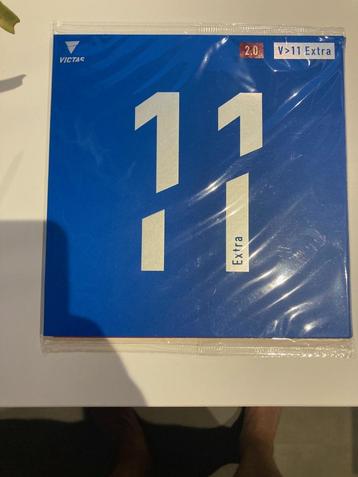 VICTAS
2.0
V>11 Extra
11
Extra